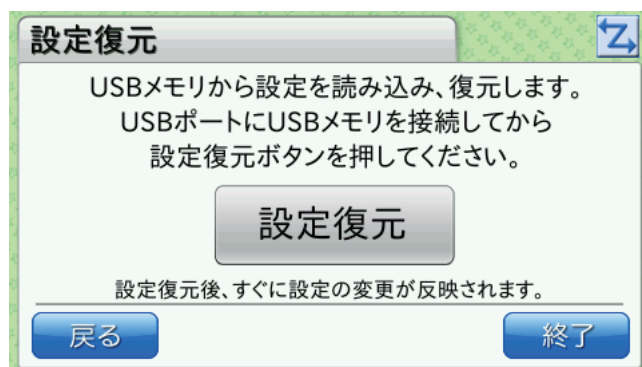 設定復元
USBメモリから設定を読み込み、復元します。
USBポートにUSBメモリを接続してから
設定復元ボタンを押してください。
設定復元
設定復元後、すぐに設定の変更が反映されます。
戻る
終了